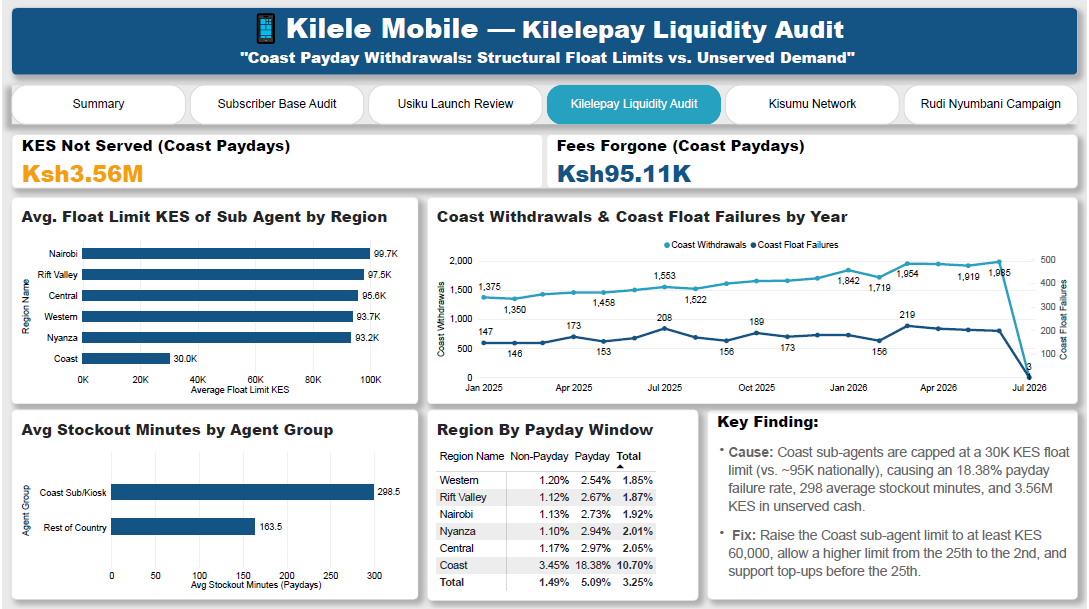 Kilele Mobile — Kilelepay Liquidity Audit
"Coast Payday Withdrawals: Structural Float Limits vs. Unserved Demand"
Summary
Subscriber Base Audit
Usiku Launch Review
Kilelepay Liquidity Audit
Kisumu Network
Rudi Nyumbani Campaign
KES Not Served (Coast Paydays)
Ksh3.56M
Fees Forgone (Coast Paydays)
Ksh95.11K
Avg. Float Limit KES of Sub Agent by Region
Region Name
Nairobi 99.7K
Rift Valley 97.5K
Central 95.6K
Western 93.7K
Nyanza 93.2K
Coast 30.0K
0K 20K 40K 60K 80K 100K
Average Float Limit KES
Coast Withdrawals & Coast Float Failures by Year
Coast Withdrawals Coast Float Failures
Coast Withdrawals
2,000
1,500
1,000
500
0
1,375
1,350
1,458
1,553
1,522
1,842
1,719
1,954
1,919
1,985
147
146
173
153
208
156
189
173
156
219
3
500
400
300
200
100
Coast Float Failures
Jan 2025 Apr 2025 Jul 2025 Oct 2025 Jan 2026 Apr 2026 Jul 2026
Avg Stockout Minutes by Agent Group
Agent Group
Coast Sub/Kiosk 298.5
Rest of Country 163.5
0 50 100 150 200 250 300
Avg Stockout Minutes (Paydays)
Region By Payday Window
Region Name Non-Payday Payday Total
Western 1.20% 2.54% 1.85%
Rift Valley 1.12% 2.67% 1.87%
Nairobi 1.13% 2.73% 1.92%
Nyanza 1.10% 2.94% 2.01%
Central 1.17% 2.97% 2.05%
Coast 3.45% 18.38% 10.70%
Total 1.49% 5.09% 3.25%
Key Finding:
• Cause: Coast sub-agents are capped at a 30K KES float
limit (vs. ~95K nationally), causing an 18.38% payday
failure rate, 298 average stockout minutes, and 3.56M
KES in unserved cash.
• Fix: Raise the Coast sub-agent limit to at least KES
60,000, allow a higher limit from the 25th to the 2nd, and
support top-ups before the 25th.